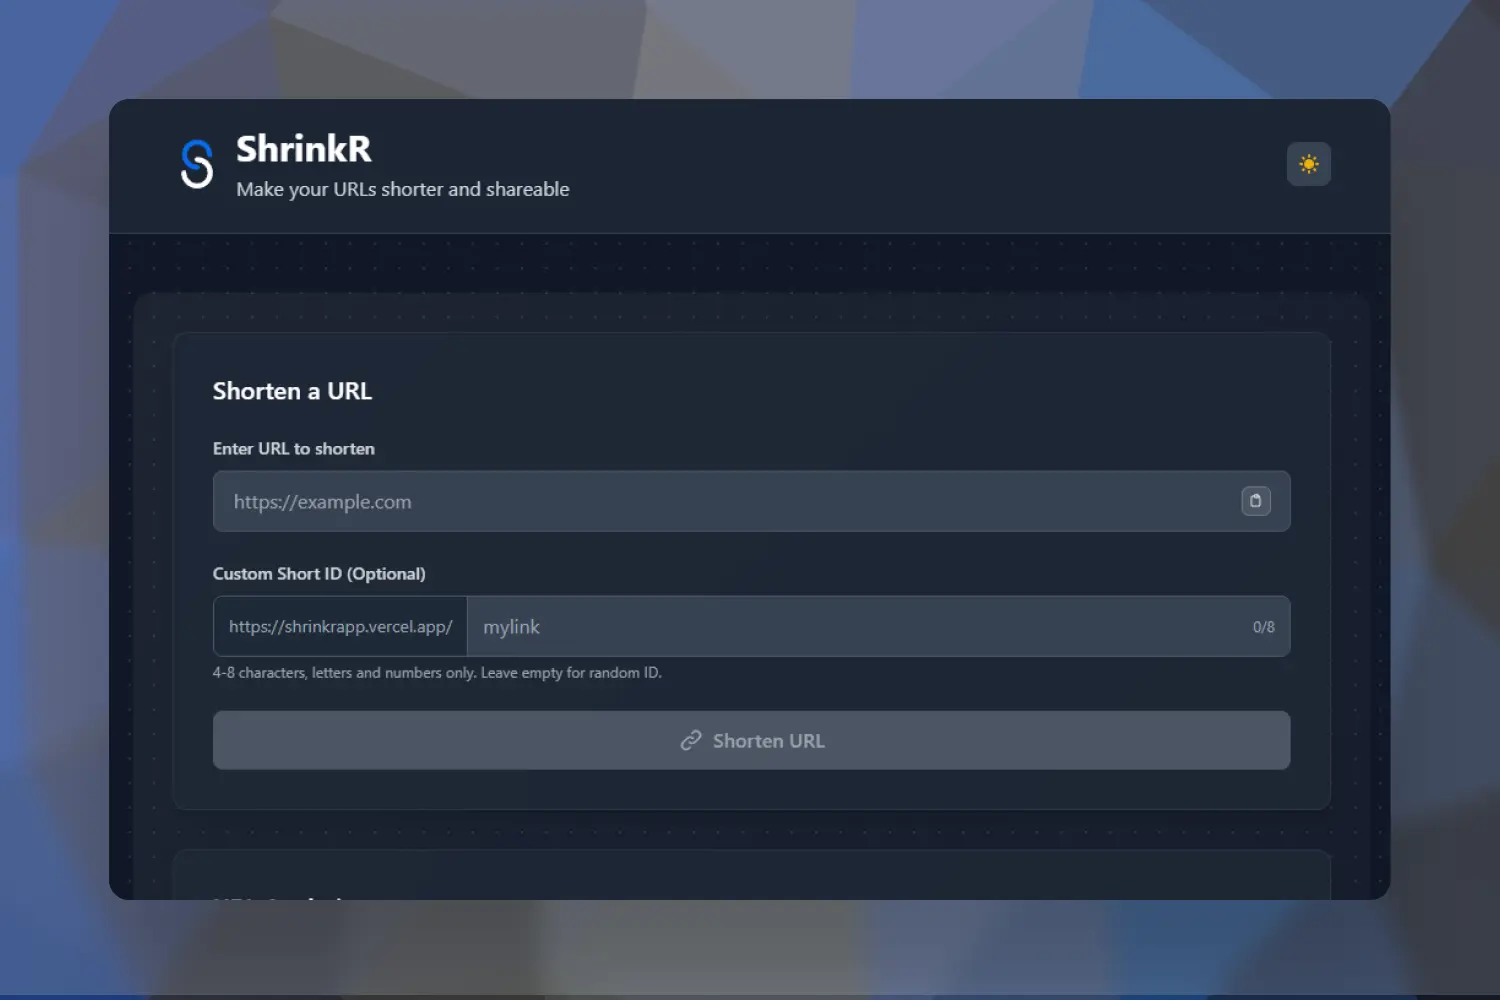 ShrinkR
Make your URLs shorter and shareable
Shorten a URL
Enter URL to shorten
https://example.com
Custom Short ID (Optional)
https://shrinkrapp.vercel.app/
mylink
0/8
4-8 characters, letters and numbers only. Leave empty for random ID.
Shorten URL